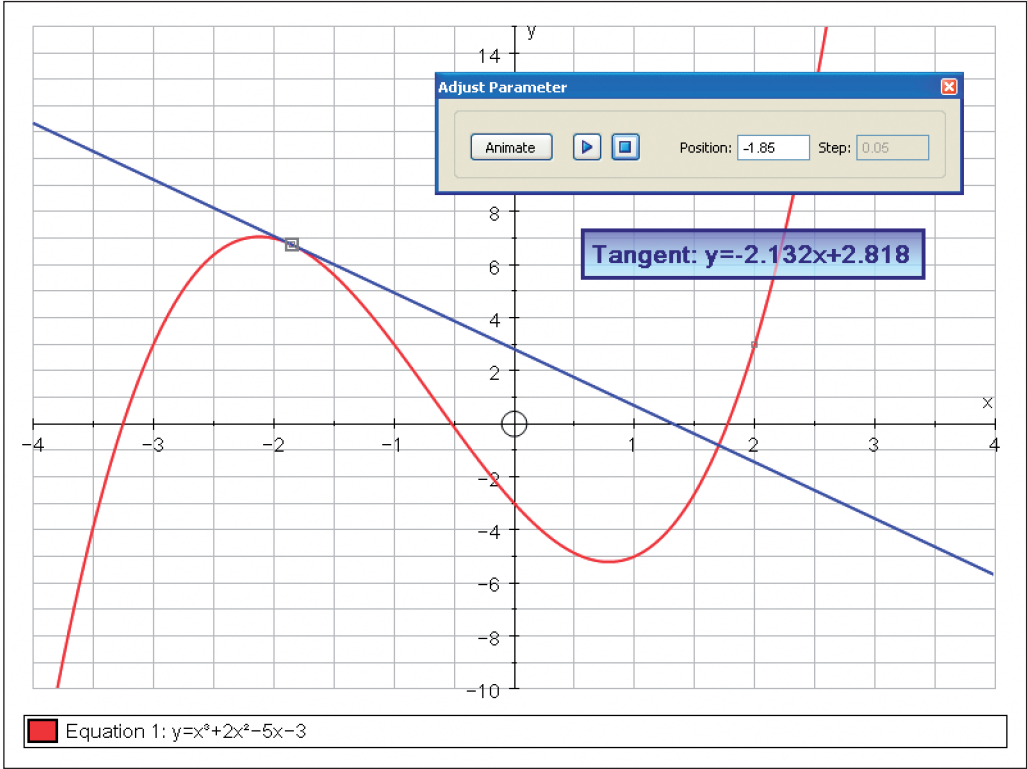 y
14
Adjust Parameter
Animate Position: -1.85 Step: 0.05
8
Tangent: y=-2.132x+2.818
6
4
2
x
-4 -3 -2 -1 1 2 3 4
-2
-4
-6
-8
-10
Equation 1: y=x³+2x²-5x-3